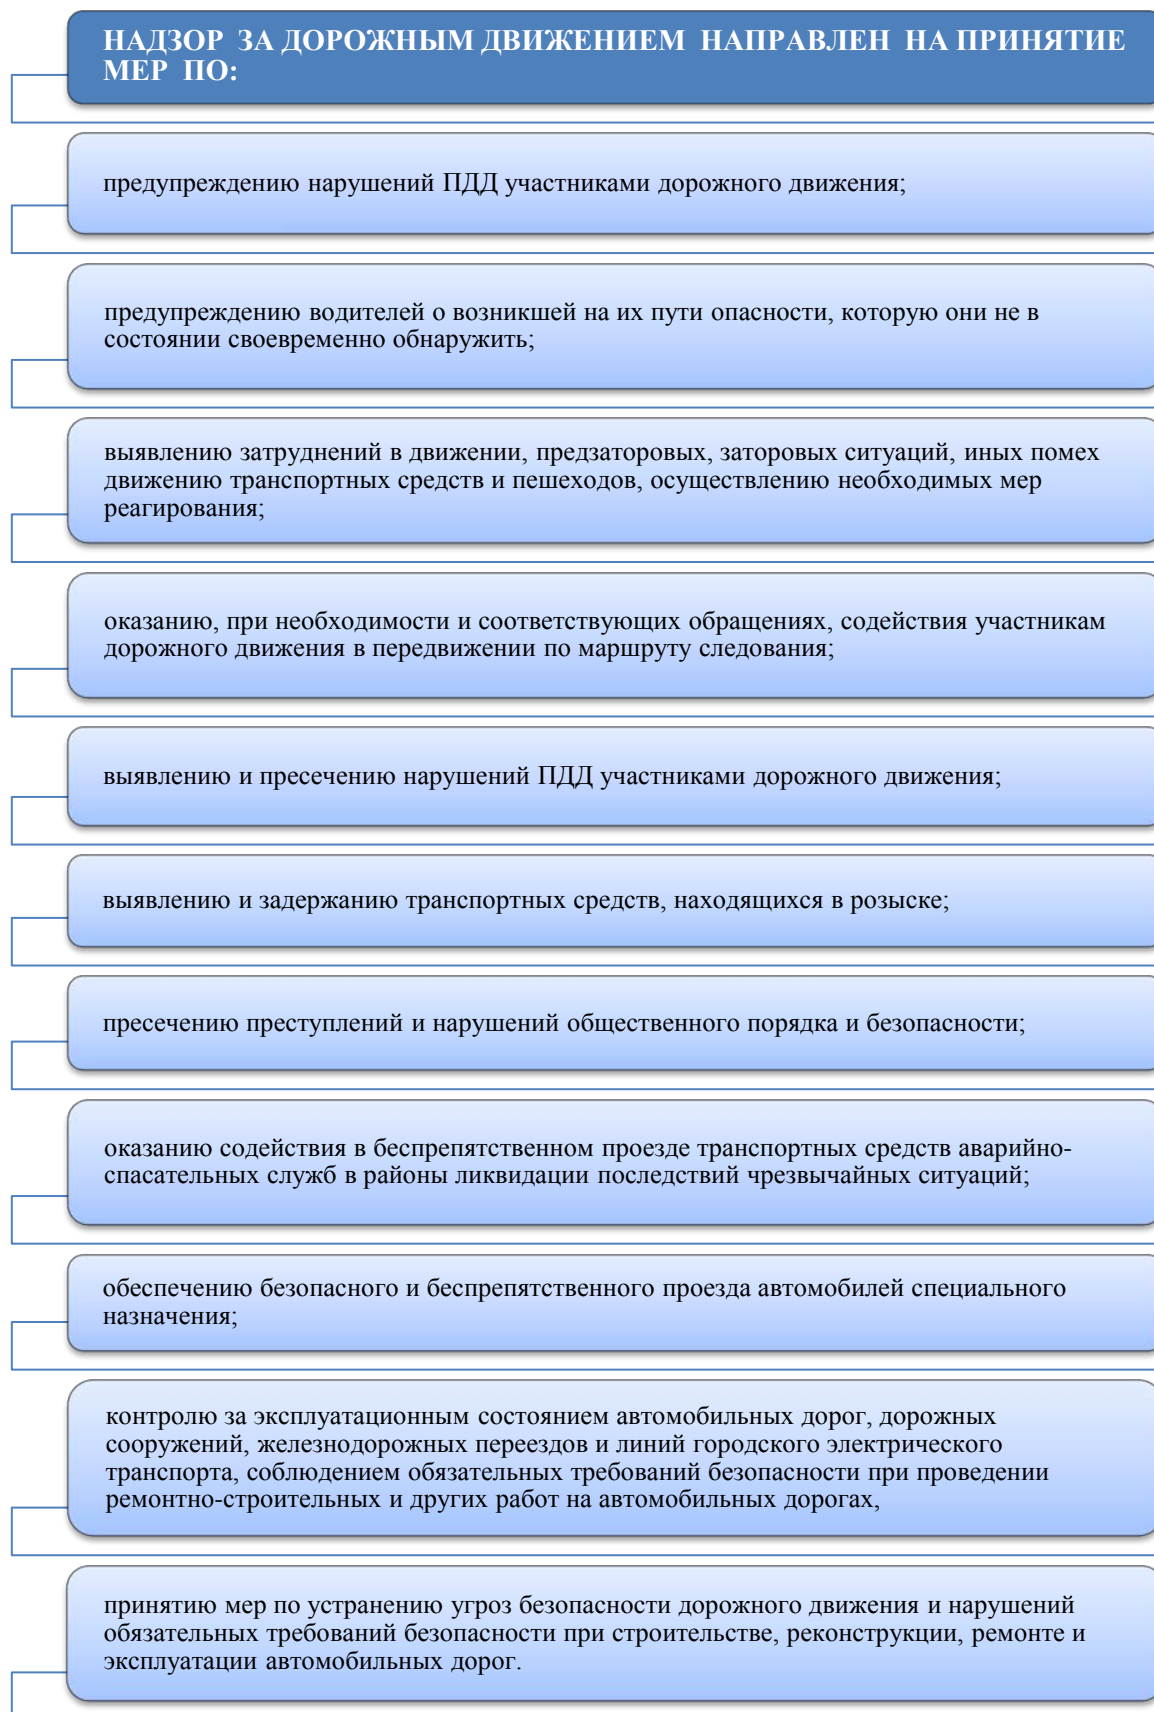 НАДЗОР ЗА ДОРОЖНЫМ ДВИЖЕНИЕМ НАПРАВЛЕН НА ПРИНЯТИЕ
МЕР ПО:
предупреждению нарушений ПДД участниками дорожного движения;
предупреждению водителей о возникшей на их пути опасности, которую они не в
состоянии своевременно обнаружить;
выявлению затруднений в движении, предзаторовых, заторовых ситуаций, иных помех
движению транспортных средств и пешеходов, осуществлению необходимых мер
реагирования;
оказанию, при необходимости и соответствующих обращениях, содействия участникам
дорожного движения в передвижении по маршруту следования;
выявлению и пресечению нарушений ПДД участниками дорожного движения;
выявлению и задержанию транспортных средств, находящихся в розыске;
пресечению преступлений и нарушений общественного порядка и безопасности;
оказанию содействия в беспрепятственном проезде транспортных средств аварийно-
спасательных служб в районы ликвидации последствий чрезвычайных ситуаций;
обеспечению безопасного и беспрепятственного проезда автомобилей специального
назначения;
контролю за эксплуатационным состоянием автомобильных дорог, дорожных
сооружений, железнодорожных переездов и линий городского электрического
транспорта, соблюдением обязательных требований безопасности при проведении
ремонтно-строительных и других работ на автомобильных дорогах,
принятию мер по устранению угроз безопасности дорожного движения и нарушений
обязательных требований безопасности при строительстве, реконструкции, ремонте и
эксплуатации автомобильных дорог.